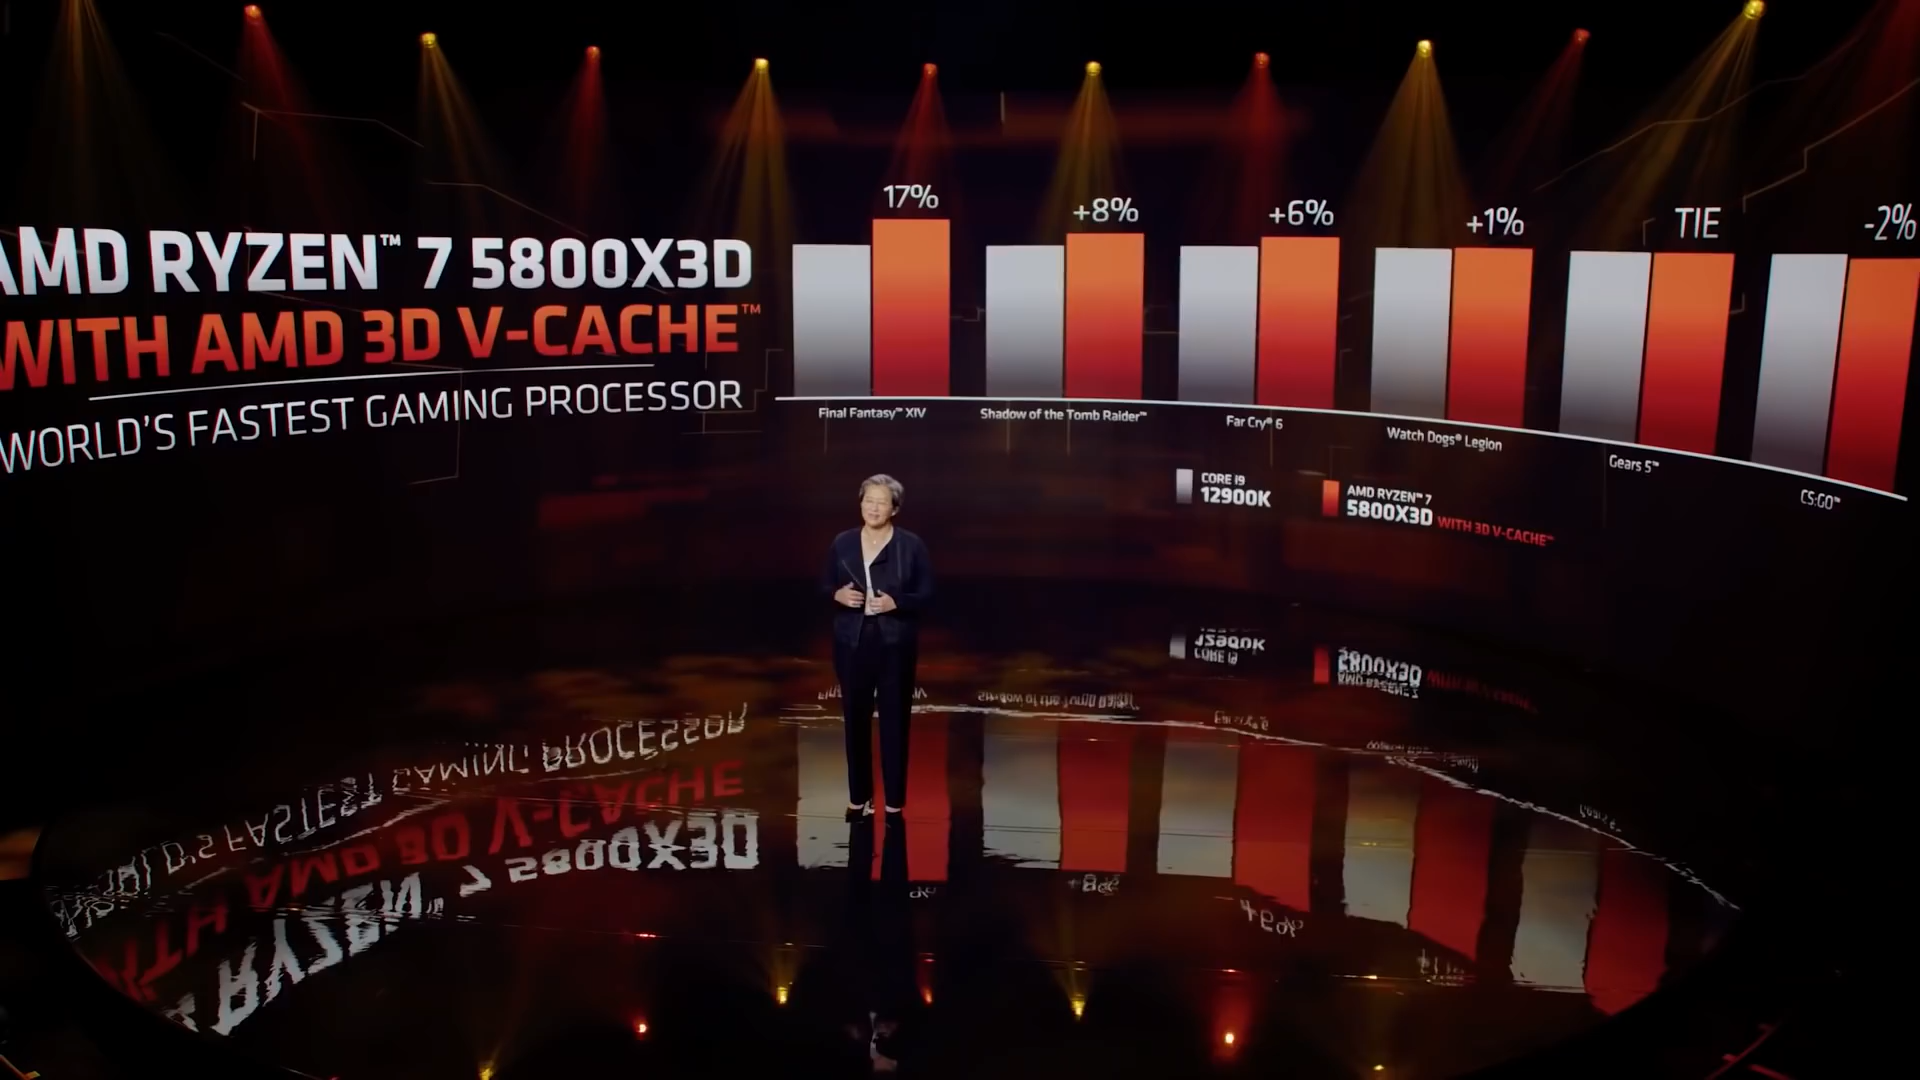 AMD RYZEN™ 7 5800X3D
WITH AMD 3D V-CACHE™
WORLD'S FASTEST GAMING PROCESSOR
17%
+8%
+6%
+1%
TIE
-2%
Final Fantasy™ XIV
Shadow of the Tomb Raider™
Far Cry® 6
Watch Dogs® Legion
Gears 5™
CS:GO™
CORE i9
12900K
AMD RYZEN™ 7
5800X3D WITH 3D V-CACHE™